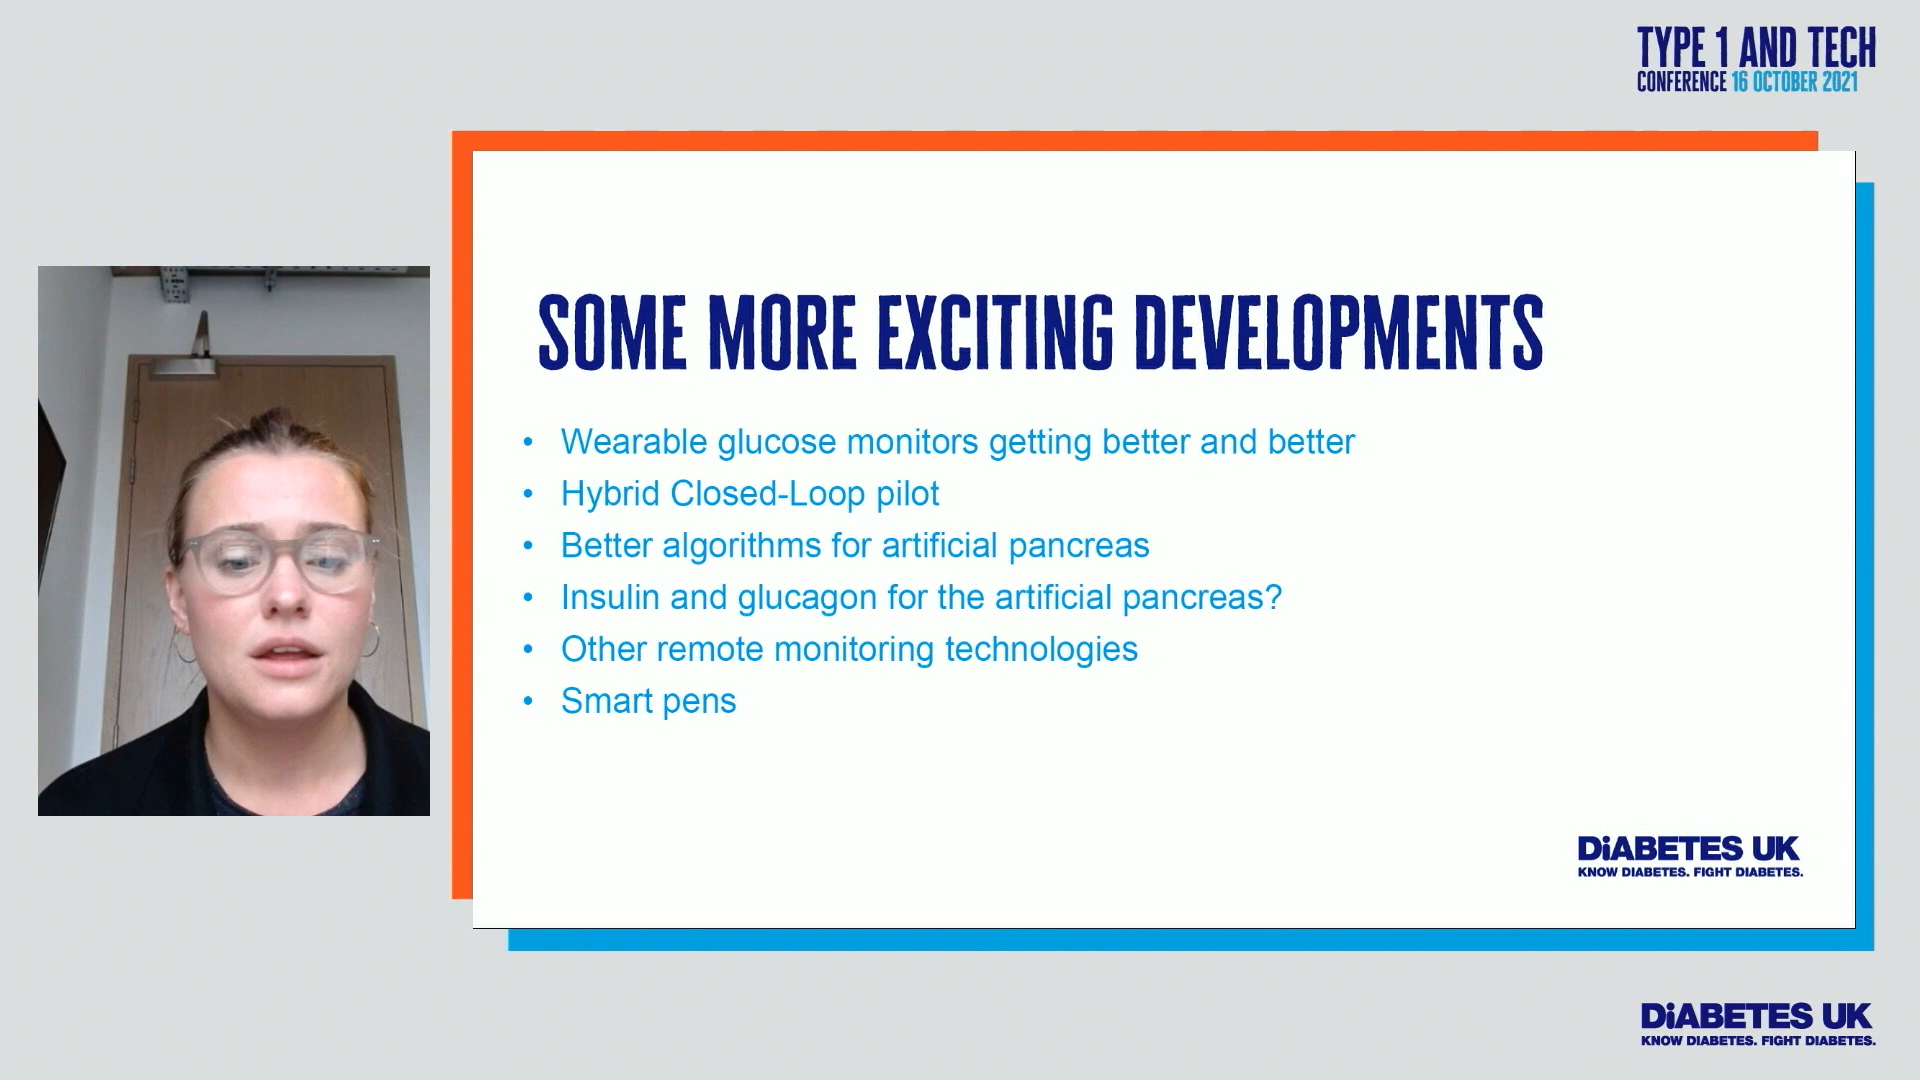 TYPE 1 AND TECH
CONFERENCE 16 OCTOBER 2021
SOME MORE EXCITING DEVELOPMENTS
• Wearable glucose monitors getting better and better
• Hybrid Closed-Loop pilot
• Better algorithms for artificial pancreas
• Insulin and glucagon for the artificial pancreas?
• Other remote monitoring technologies
• Smart pens
DiABETES UK
KNOW DIABETES. FIGHT DIABETES.
DiABETES UK
KNOW DIABETES. FIGHT DIABETES.